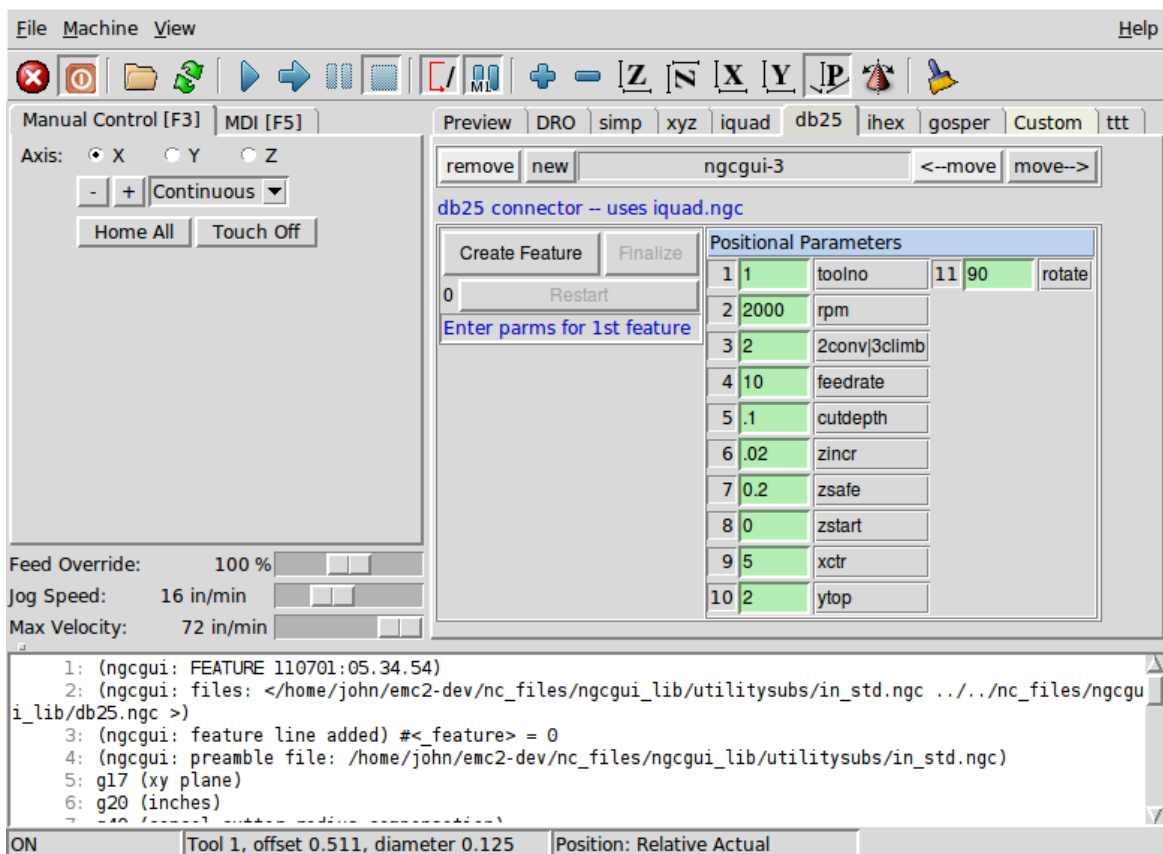 File Machine View Help
Z N X Y P
M1
Manual Control [F3] MDI [F5]
Axis: X Y Z
- + Continuous
Home All Touch Off
Feed Override: 100 %
Jog Speed: 16 in/min
Max Velocity: 72 in/min
Preview DRO simp xyz iquad db25 ihex gosper Custom ttt
remove new ngcgui-3 <--move move-->
db25 connector -- uses iquad.ngc
Create Feature Finalize
0 Restart
Enter parms for 1st feature
Positional Parameters
1 1 toolno 11 90 rotate
2 2000 rpm
3 2 2conv|3climb
4 10 feedrate
5 .1 cutdepth
6 .02 zincr
7 0.2 zsafe
8 0 zstart
9 5 xctr
10 2 ytop
1: (ngcgui: FEATURE 110701:05.34.54)
2: (ngcgui: files: </home/john/emc2-dev/nc_files/ngcgui_lib/utilitysubs/in_std.ngc ../../nc_files/ngcgu
i_lib/db25.ngc >)
3: (ngcgui: feature line added) #<_feature> = 0
4: (ngcgui: preamble file: /home/john/emc2-dev/nc_files/ngcgui_lib/utilitysubs/in_std.ngc)
5: g17 (xy plane)
6: g20 (inches)
ON Tool 1, offset 0.511, diameter 0.125 Position: Relative Actual